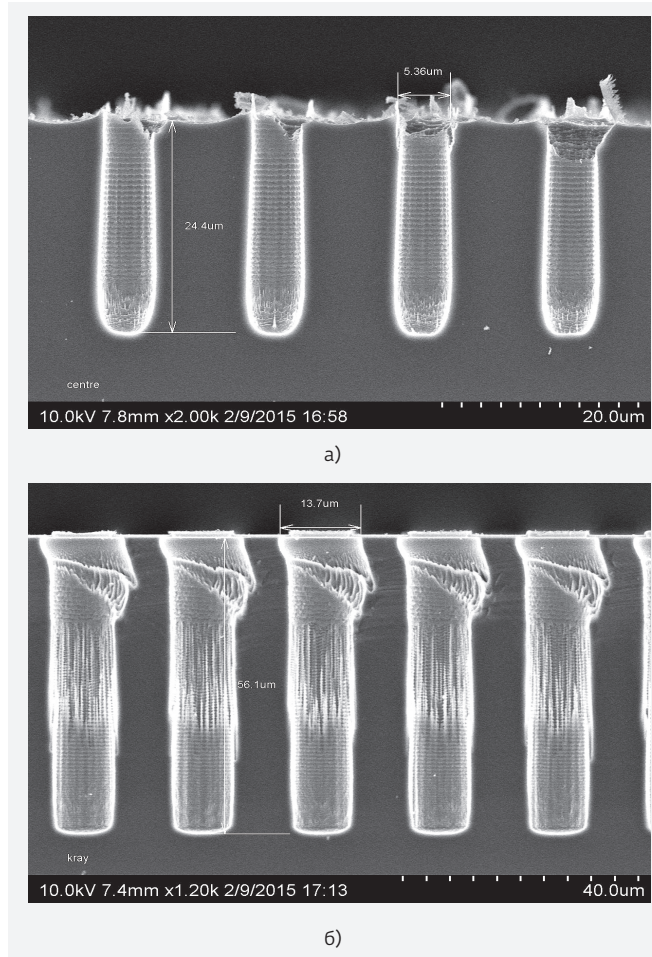 5.36um
24.4um
centre
10.0kV 7.8mm x2.00k 2/9/2015 16:58 20.0um
а)
13.7um
56.1um
kray
10.0kV 7.4mm x1.20k 2/9/2015 17:13 40.0um
б)